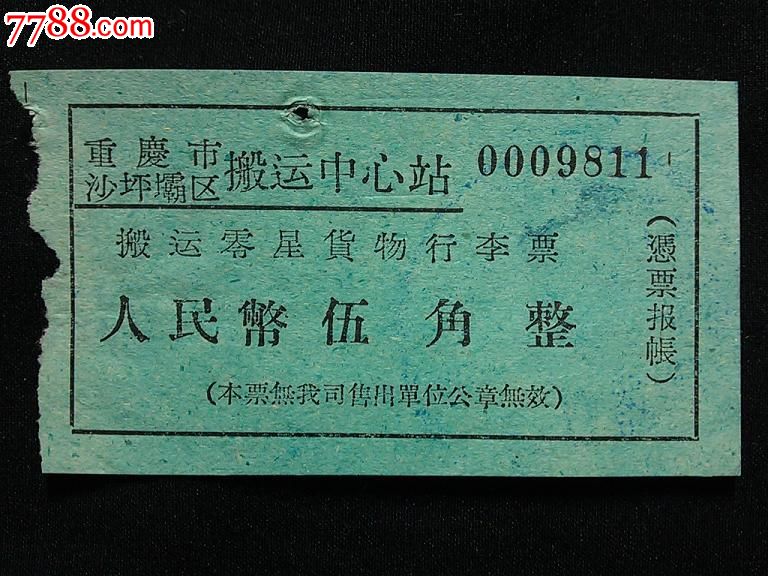 7788.com
重慶市
沙坪壩区
搬运中心站
0009811
搬运零星貨物行李票
人民幣伍角整
(憑票报帳)
(本票無我司售出單位公章無效)